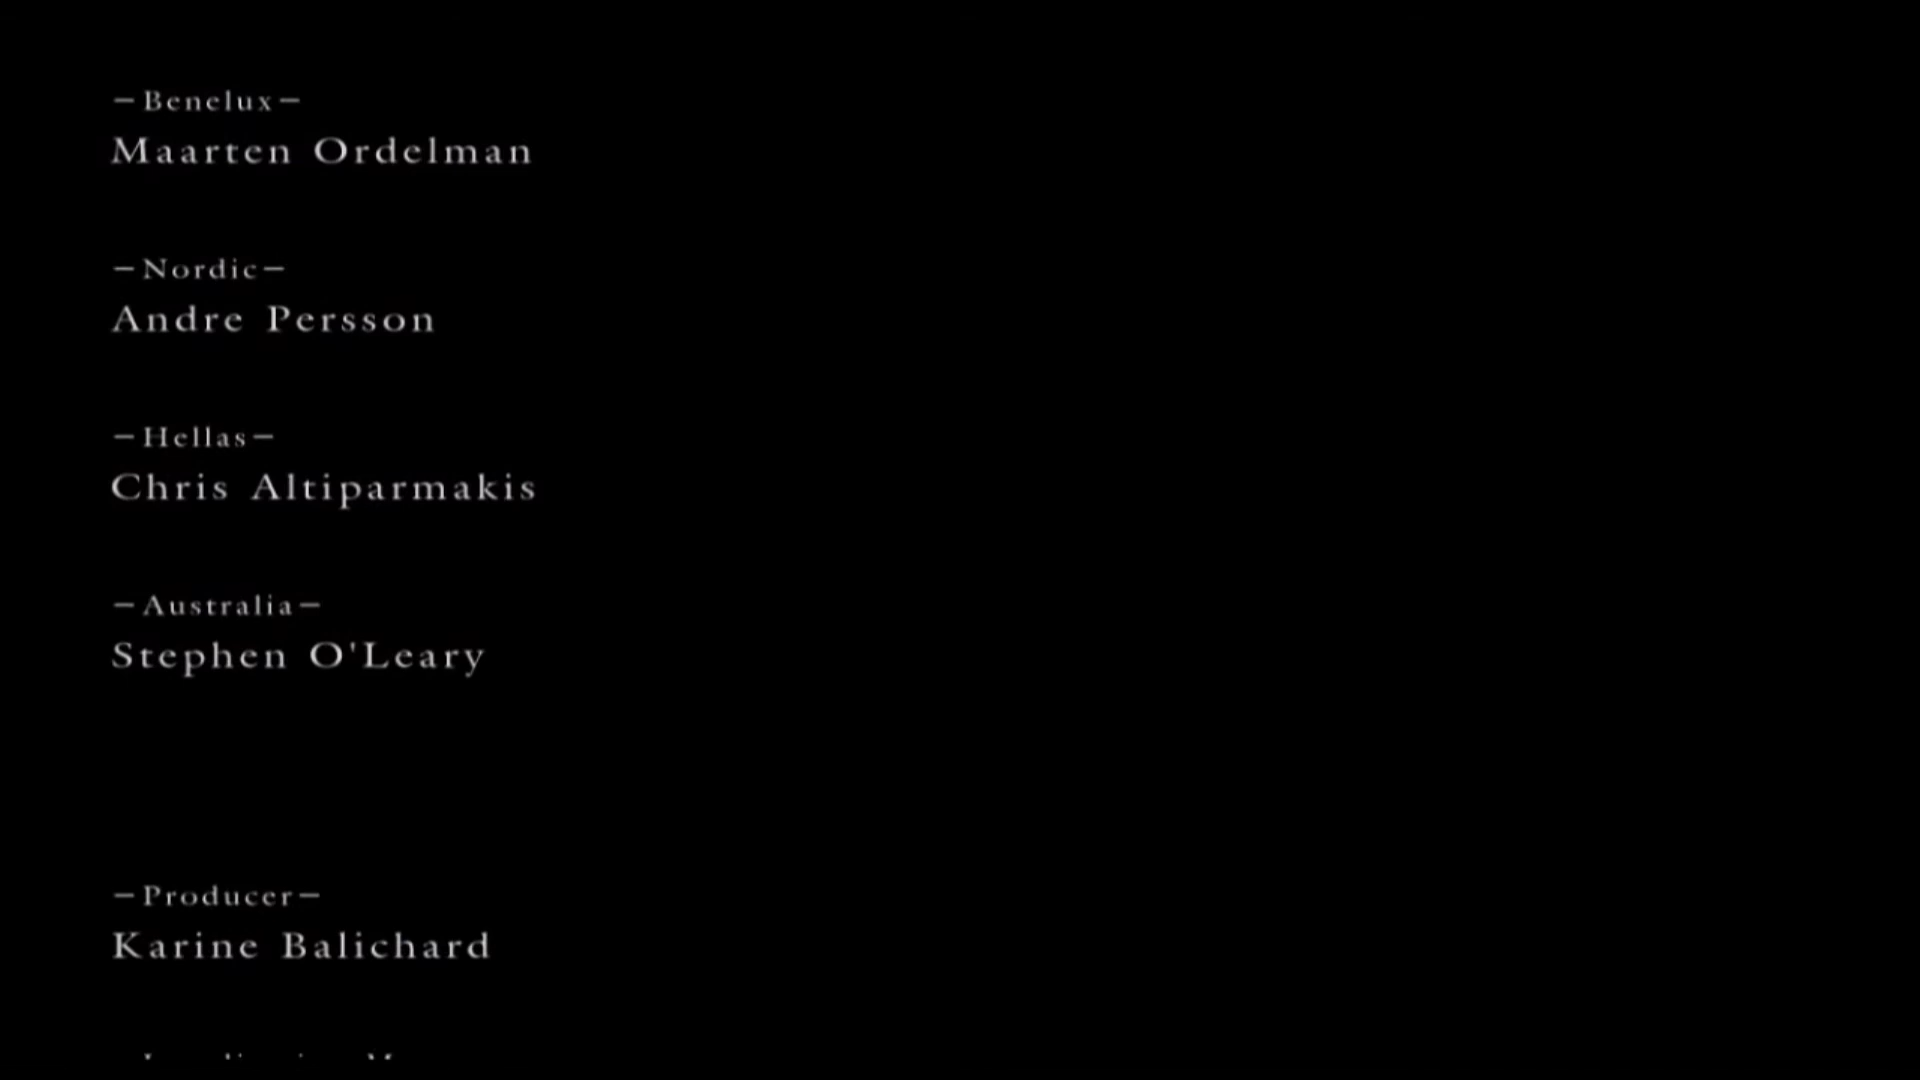 －Benelux－
Maarten Ordelman
－Nordic－
Andre Persson
－Hellas－
Chris Altiparmakis
－Australia－
Stephen O'Leary
－Producer－
Karine Balichard